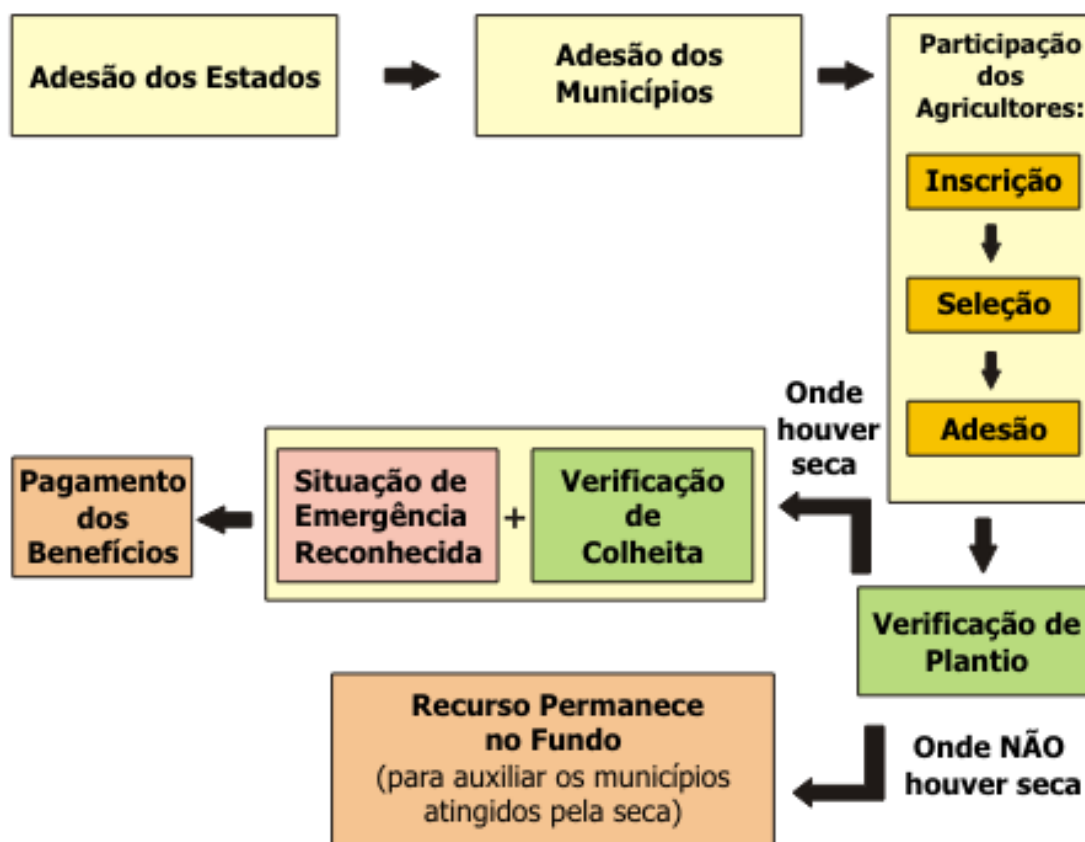 Adesão dos Estados
Adesão dos
Municípios
Participação
dos
Agricultores:
Inscrição
Seleção
Adesão
Verificação de
Plantio
Onde
houver
seca
Verificação
de
Colheita
+
Situação de
Emergência
Reconhecida
Pagamento
dos
Benefícios
Onde NÃO
houver seca
Recurso Permanece
no Fundo
(para auxiliar os municípios
atingidos pela seca)